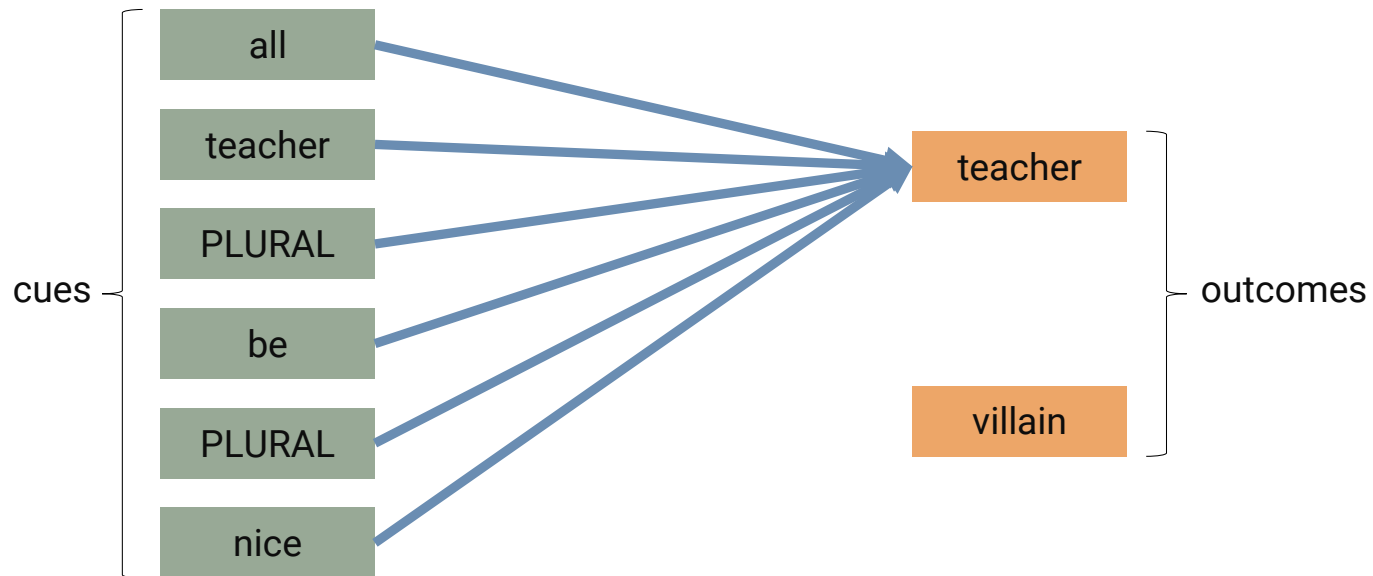 cues
all
teacher
PLURAL
be
PLURAL
nice
teacher
villain
outcomes